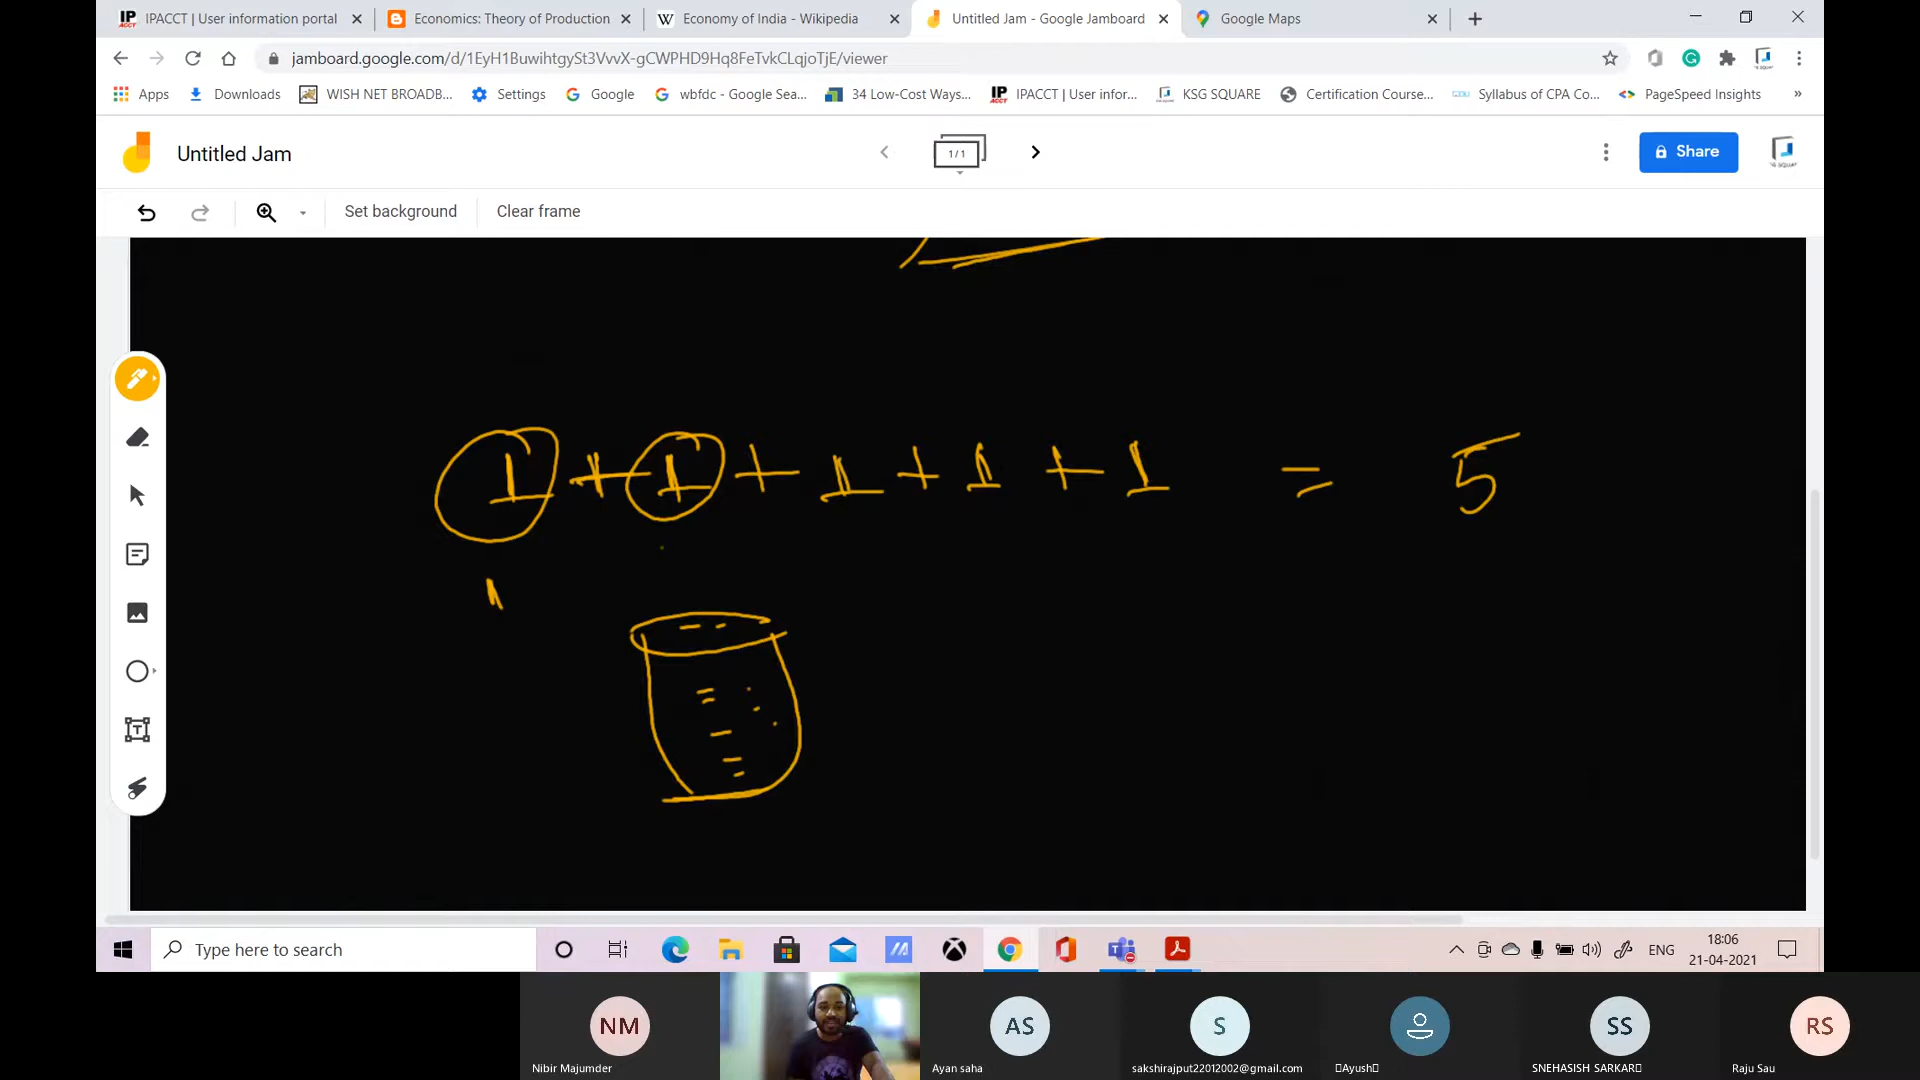 IPACCT | User information portal
Economics: Theory of Production
Economy of India - Wikipedia
Untitled Jam - Google Jamboard
Google Maps
jamboard.google.com/d/1EyH1BuwihtgySt3VvvX-gCWPHD9Hq8FeTvkCLqjoTjE/viewer
Apps
Downloads
WISH NET BROADB...
Settings
Google
wbfdc - Google Sea...
34 Low-Cost Ways...
IPACCT | User infor...
KSG SQUARE
Certification Course...
Syllabus of CPA Co...
PageSpeed Insights
»
Untitled Jam
1 / 1
Share
Set background
Clear frame
1 + 1 + 1 + 1 + 1 = 5
Type here to search
ENG
18:06
21-04-2021
NM
AS
S
SS
RS
Nibir Majumder
Ayan saha
sakshirajput22012002@gmail.com
Ayush
SNEHASISH SARKAR
Raju Sau